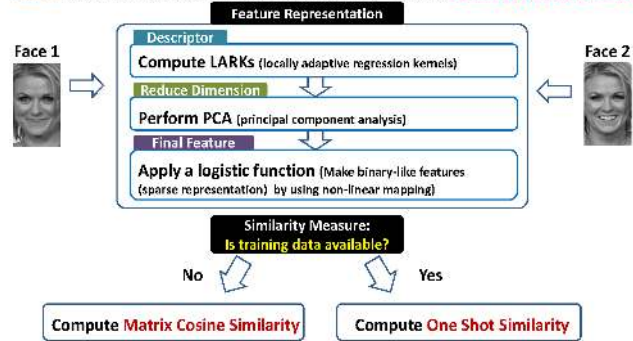 Feature Representation
Descriptor
Face 1
Face 2
Compute LARKs (locally adaptive regression kernels)
Reduce Dimension
Perform PCA (principal component analysis)
Final Feature
Apply a logistic function (Make binary-like features
(sparse representation) by using non-linear mapping)
Similarity Measure:
Is training data available?
No
Yes
Compute Matrix Cosine Similarity
Compute One Shot Similarity